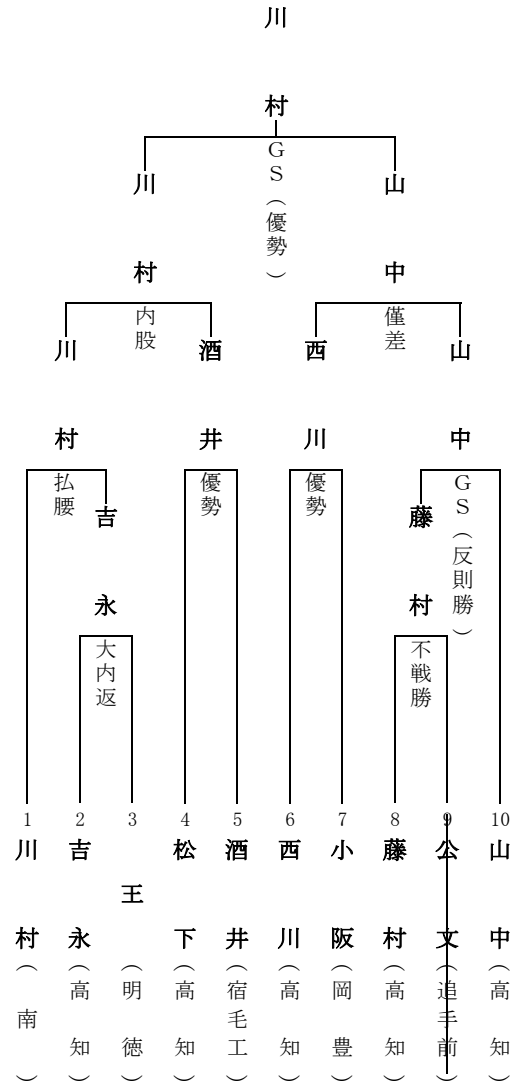 川村
GS（優勢）
川村
山中
内股
僅差
川村
酒井
西川
山中
払腰
優勢
優勢
GS（反則勝）
吉永
藤村
大内返
不戦勝
1 川村（南）
2 吉永（高知）
3 王（明徳）
4 松下（高知）
5 酒井（宿毛工）
6 西川（高知）
7 小阪（岡豊）
8 藤村（高知）
9 公文（追手前）
10 山中（高知）